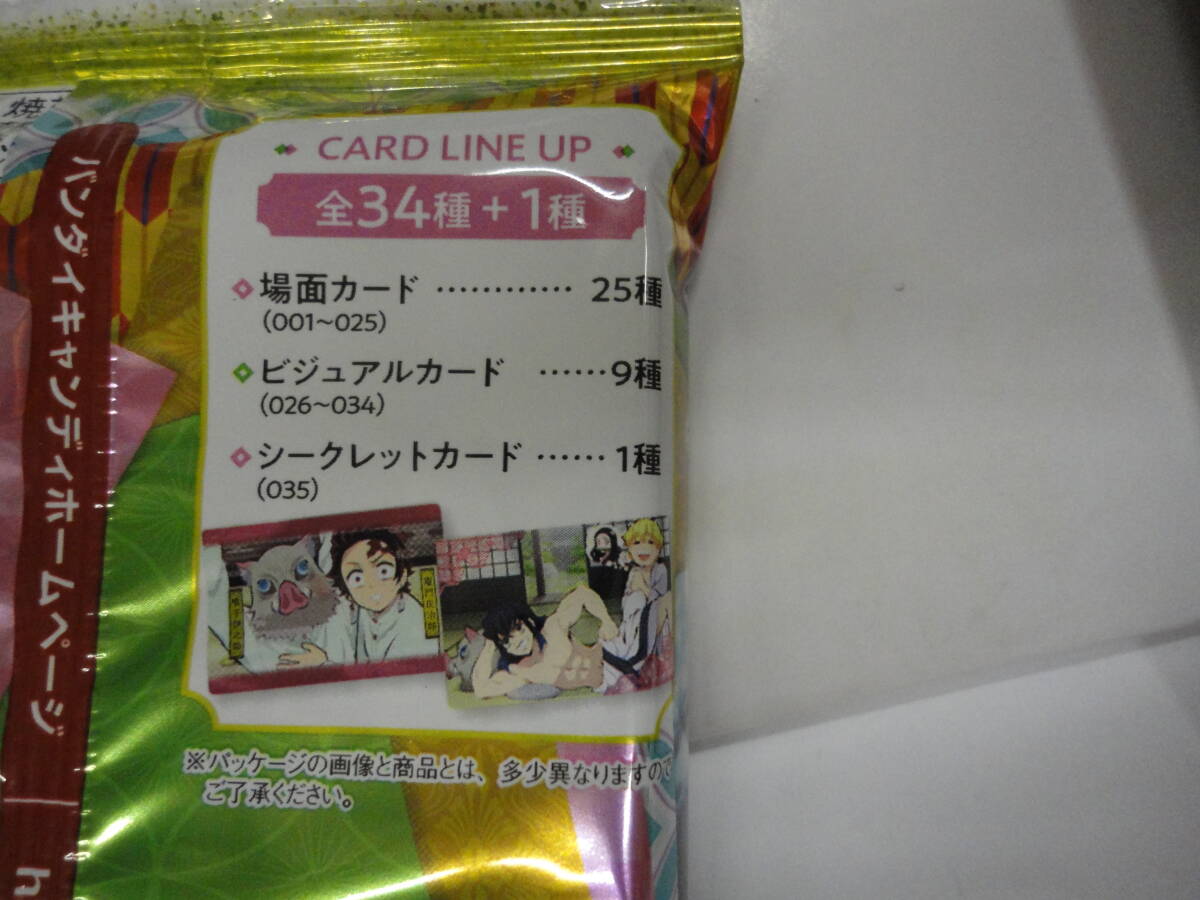 焼
CARD LINE UP
全34種+1種
場面カード ………… 25種
(001~025)
ビジュアルカード ……9種
(026~034)
シークレットカード …… 1種
(035)
※パッケージの画像と商品とは、多少異なりますので
ご了承ください。
バンダイキャンディホームページ
h